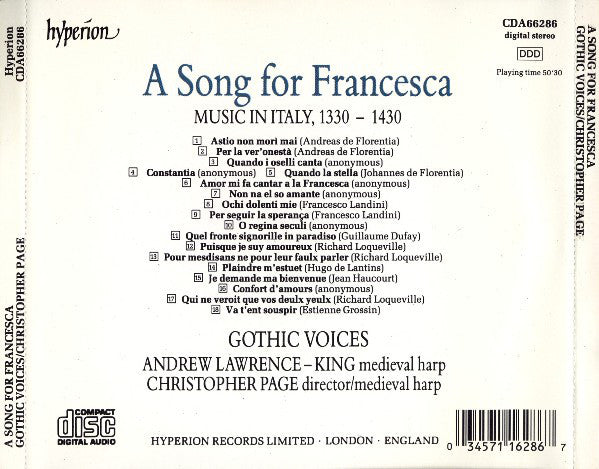 Hyperion
CDA66286
A SONG FOR FRANCESCA
GOTHIC VOICES/CHRISTOPHER PAGE
hyperion
CDA66286
digital stereo
DDD
Playing time 50'30
A Song for Francesca
MUSIC IN ITALY, 1330 – 1430
1 Astio non mori mai (Andreas de Florentia)
2 Per la ver'onestà (Andreas de Florentia)
3 Quando i oselli canta (anonymous)
4 Constantia (anonymous) 5 Quando la stella (Johannes de Florentia)
6 Amor mi fa cantar a la Francesca (anonymous)
7 Non na el so amante (anonymous)
8 Ochi dolenti mie (Francesco Landini)
9 Per seguir la sperança (Francesco Landini)
10 O regina seculi (anonymous)
11 Quel fronte signorille in paradiso (Guillaume Dufay)
12 Puisque je suy amoureux (Richard Loqueville)
13 Pour mesdisans ne pour leur faulx parler (Richard Loqueville)
14 Plaindre m'estuet (Hugo de Lantins)
15 Je demande ma bienvenue (Jean Haucourt)
16 Confort d'amours (anonymous)
17 Qui ne veroit que vos deulx yeulx (Richard Loqueville)
18 Va t'ent souspir (Estienne Grossin)
GOTHIC VOICES
ANDREW LAWRENCE–KING medieval harp
CHRISTOPHER PAGE director/medieval harp
COMPACT
disc
DIGITAL AUDIO
HYPERION RECORDS LIMITED · LONDON · ENGLAND
0 34571 16286 7
A SONG FOR FRANCESCA
GOTHIC VOICES/CHRISTOPHER PAGE